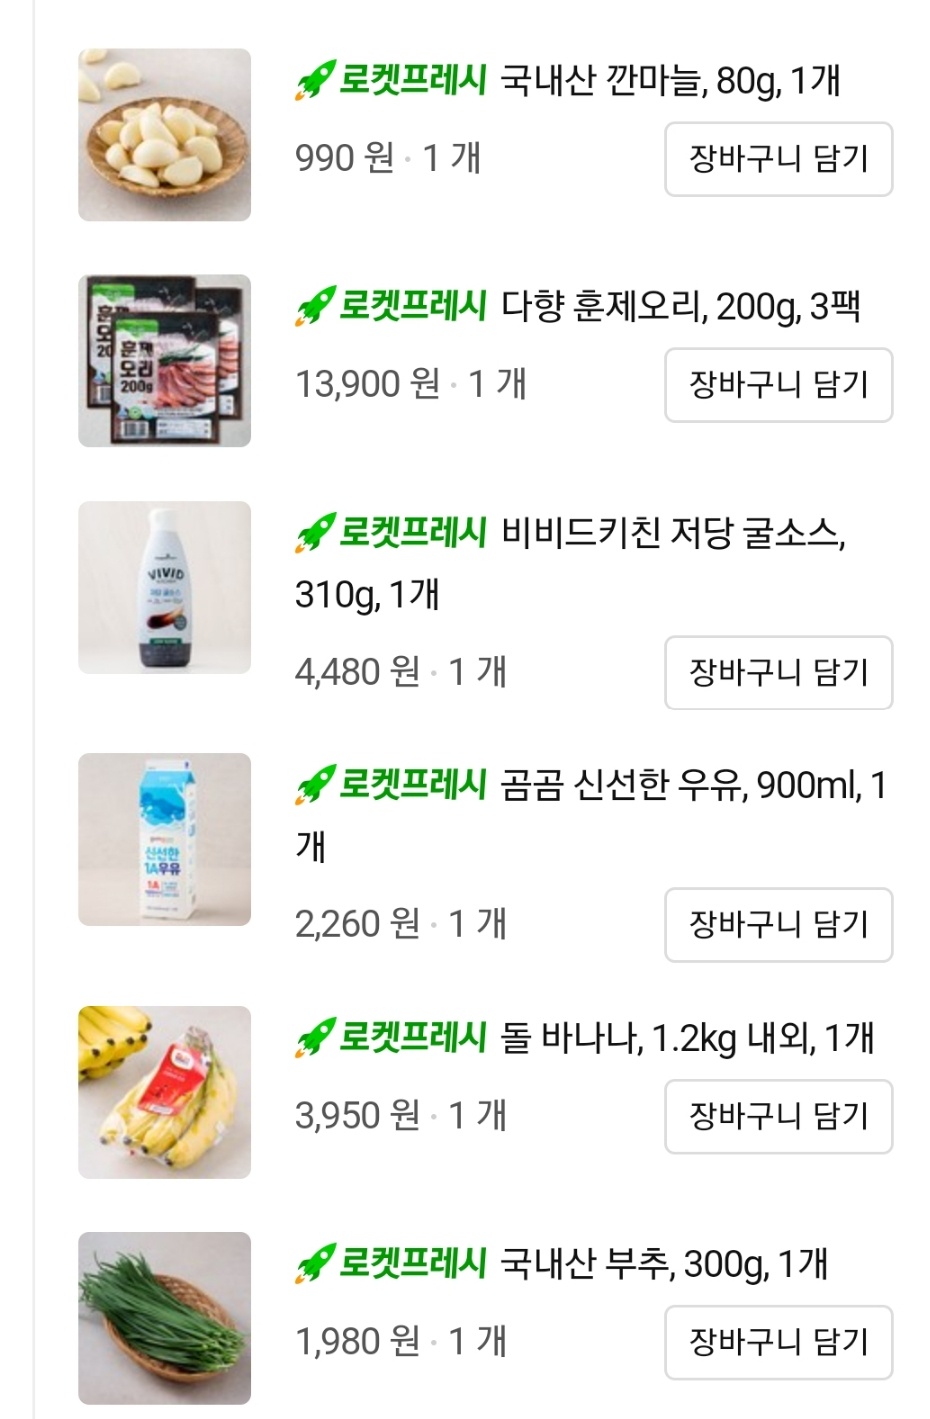 로켓프레시 국내산 깐마늘, 80g, 1개
990 원 · 1 개
장바구니 담기
훈제
오리
200g
로켓프레시 다향 훈제오리, 200g, 3팩
13,900 원 · 1 개
장바구니 담기
VIVID
로켓프레시 비비드키친 저당 굴소스,
310g, 1개
4,480 원 · 1 개
장바구니 담기
신선한
1A우유
1A
로켓프레시 곰곰 신선한 우유, 900ml, 1
개
2,260 원 · 1 개
장바구니 담기
로켓프레시 돌 바나나, 1.2kg 내외, 1개
3,950 원 · 1 개
장바구니 담기
로켓프레시 국내산 부추, 300g, 1개
1,980 원 · 1 개
장바구니 담기